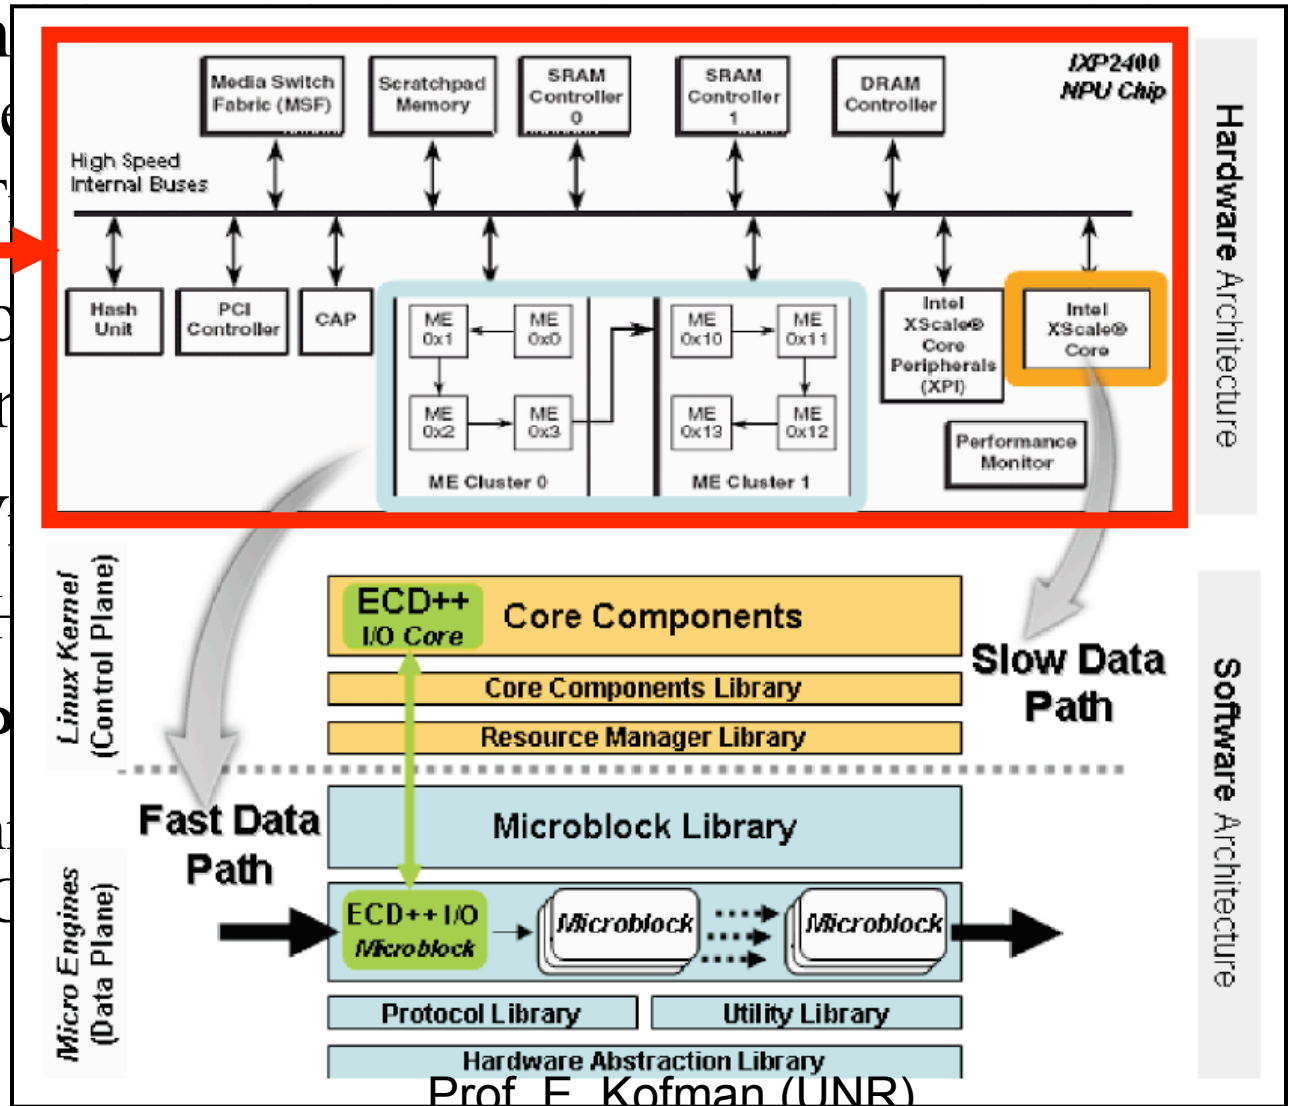 IXP2400
NPU Chip
Media Switch
Fabric (MSF)
Scratchpad
Memory
SRAM
Controller
0
SRAM
Controller
1
DRAM
Controller
High Speed
Internal Buses
Hash
Unit
PCI
Controller
CAP
ME
0x1
ME
0x0
ME
0x2
ME
0x3
ME Cluster 0
ME
0x10
ME
0x11
ME
0x13
ME
0x12
ME Cluster 1
Intel
XScale®
Core
Peripherals
(XPI)
Intel
XScale®
Core
Performance
Monitor
Hardware Architecture
Linux Kernel
(Control Plane)
ECD++
I/O Core
Core Components
Core Components Library
Resource Manager Library
Slow Data
Path
Fast Data
Path
Microblock Library
Micro Engines
(Data Plane)
ECD++ I/O
Microblock
Microblock
Microblock
Protocol Library
Utility Library
Hardware Abstraction Library
Software Architecture
Prof. E. Kofman (UNR)